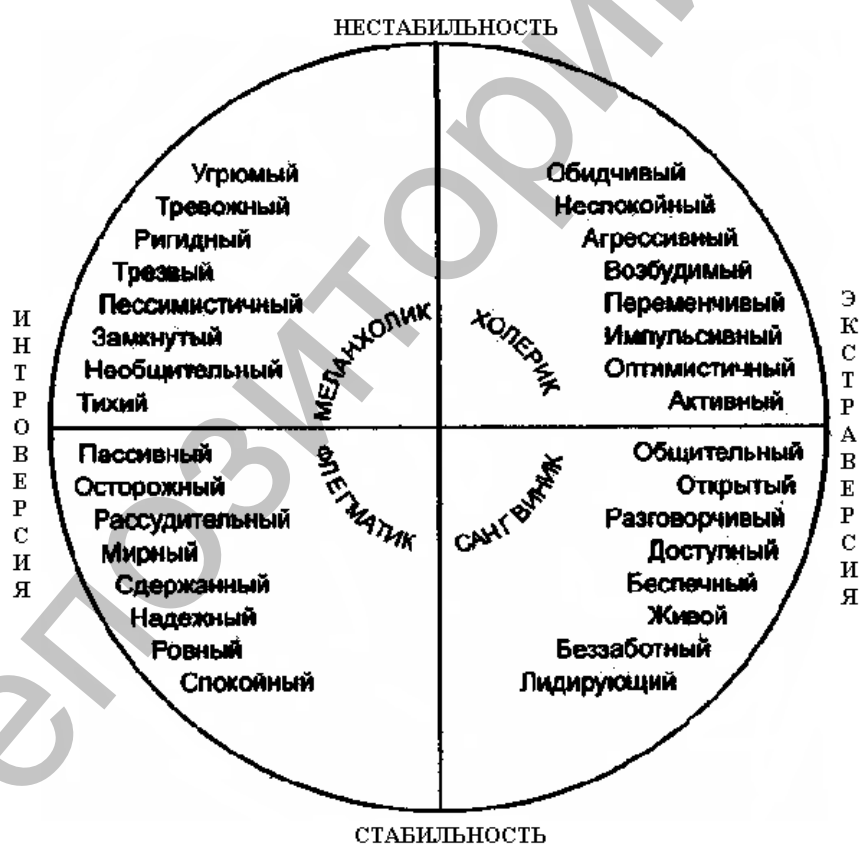 НЕСТАБИЛЬНОСТЬ
Угрюмый
Тревожный
Ригидный
Трезвый
Пессимистичный
Замкнутый
Необщительный
Тихий
МЕЛАНХОЛИК
Обидчивый
Неспокойный
Агрессивный
Возбудимый
Переменчивый
Импульсивный
Оптимистичный
Активный
ХОЛЕРИК
ИНТРОВЕРСИЯ
ЭКСТРАВЕРСИЯ
Пассивный
Осторожный
Рассудительный
Мирный
Сдержанный
Надежный
Ровный
Спокойный
ФЛЕГМАТИК
Общительный
Открытый
Разговорчивый
Доступный
Беспечный
Живой
Беззаботный
Лидирующий
САНГВИНИК
СТАБИЛЬНОСТЬ